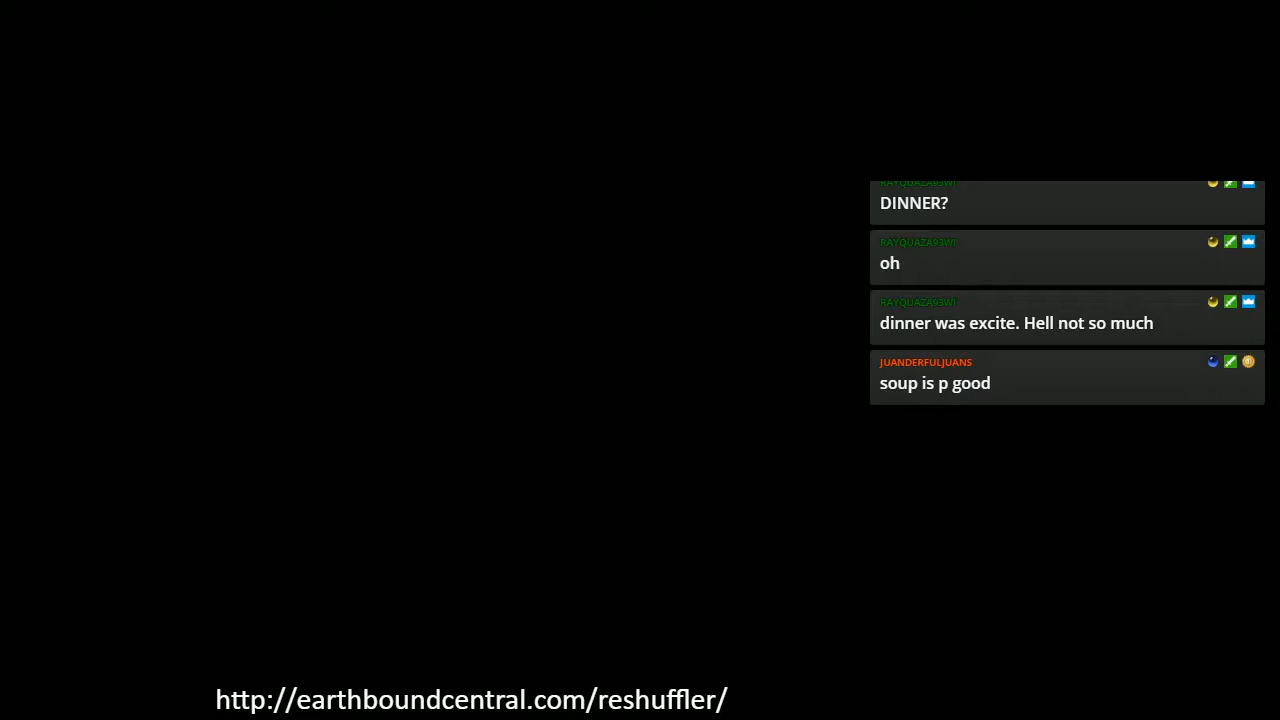 RAYQUAZA93WI
DINNER?
RAYQUAZA93WI
oh
RAYQUAZA93WI
dinner was excite. Hell not so much
JUANDERFULJUANS
soup is p good
http://earthboundcentral.com/reshuffler/